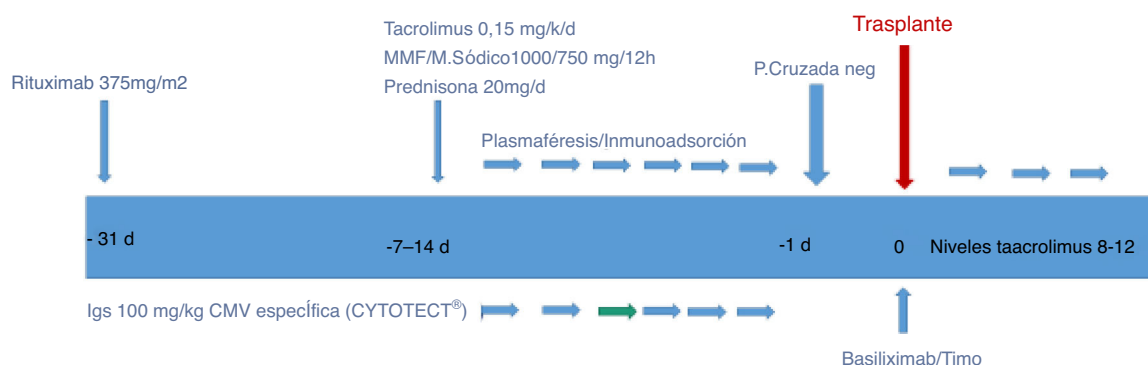 Trasplante
Tacrolimus 0,15 mg/k/d
MMF/M.Sódico1000/750 mg/12h
Prednisona 20mg/d
Rituximab 375mg/m2
P.Cruzada neg
Plasmaféresis/Inmunoadsorción
- 31 d
-7–14 d
-1 d
0
Niveles taacrolimus 8-12
Igs 100 mg/kg CMV especÍfica (CYTOTECT®)
Basiliximab/Timo